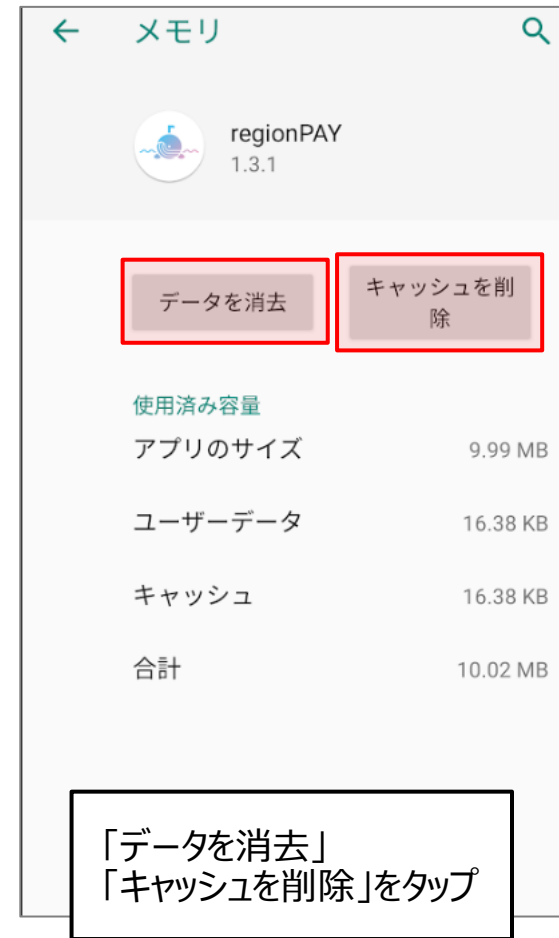 メモリ
regionPAY
1.3.1
データを消去
キャッシュを削
除
使用済み容量
アプリのサイズ 9.99 MB
ユーザーデータ 16.38 KB
キャッシュ 16.38 KB
合計 10.02 MB
「データを消去」
「キャッシュを削除」をタップ